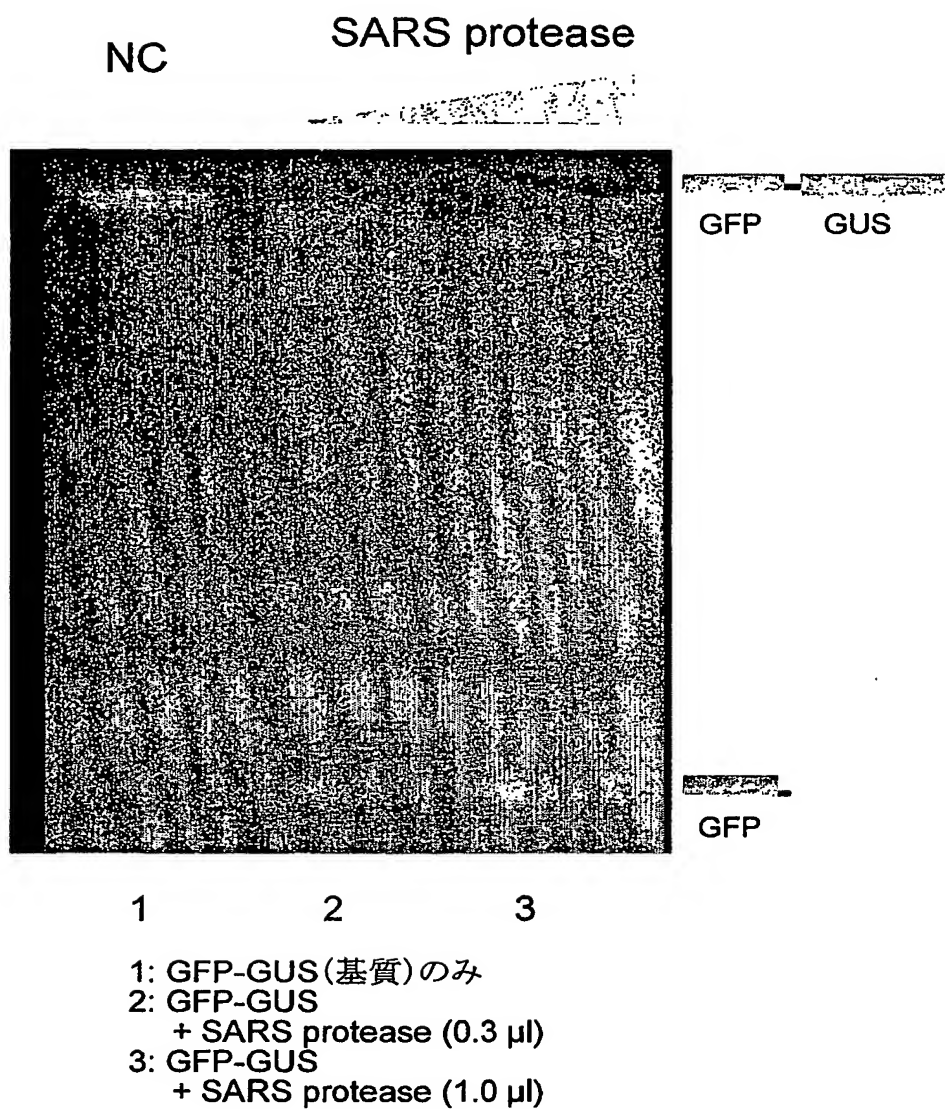 NC
SARS protease
GFP GUS
GFP
1 2 3
1: GFP-GUS(基質)のみ
2: GFP-GUS
+ SARS protease (0.3 µl)
3: GFP-GUS
+ SARS protease (1.0 µl)